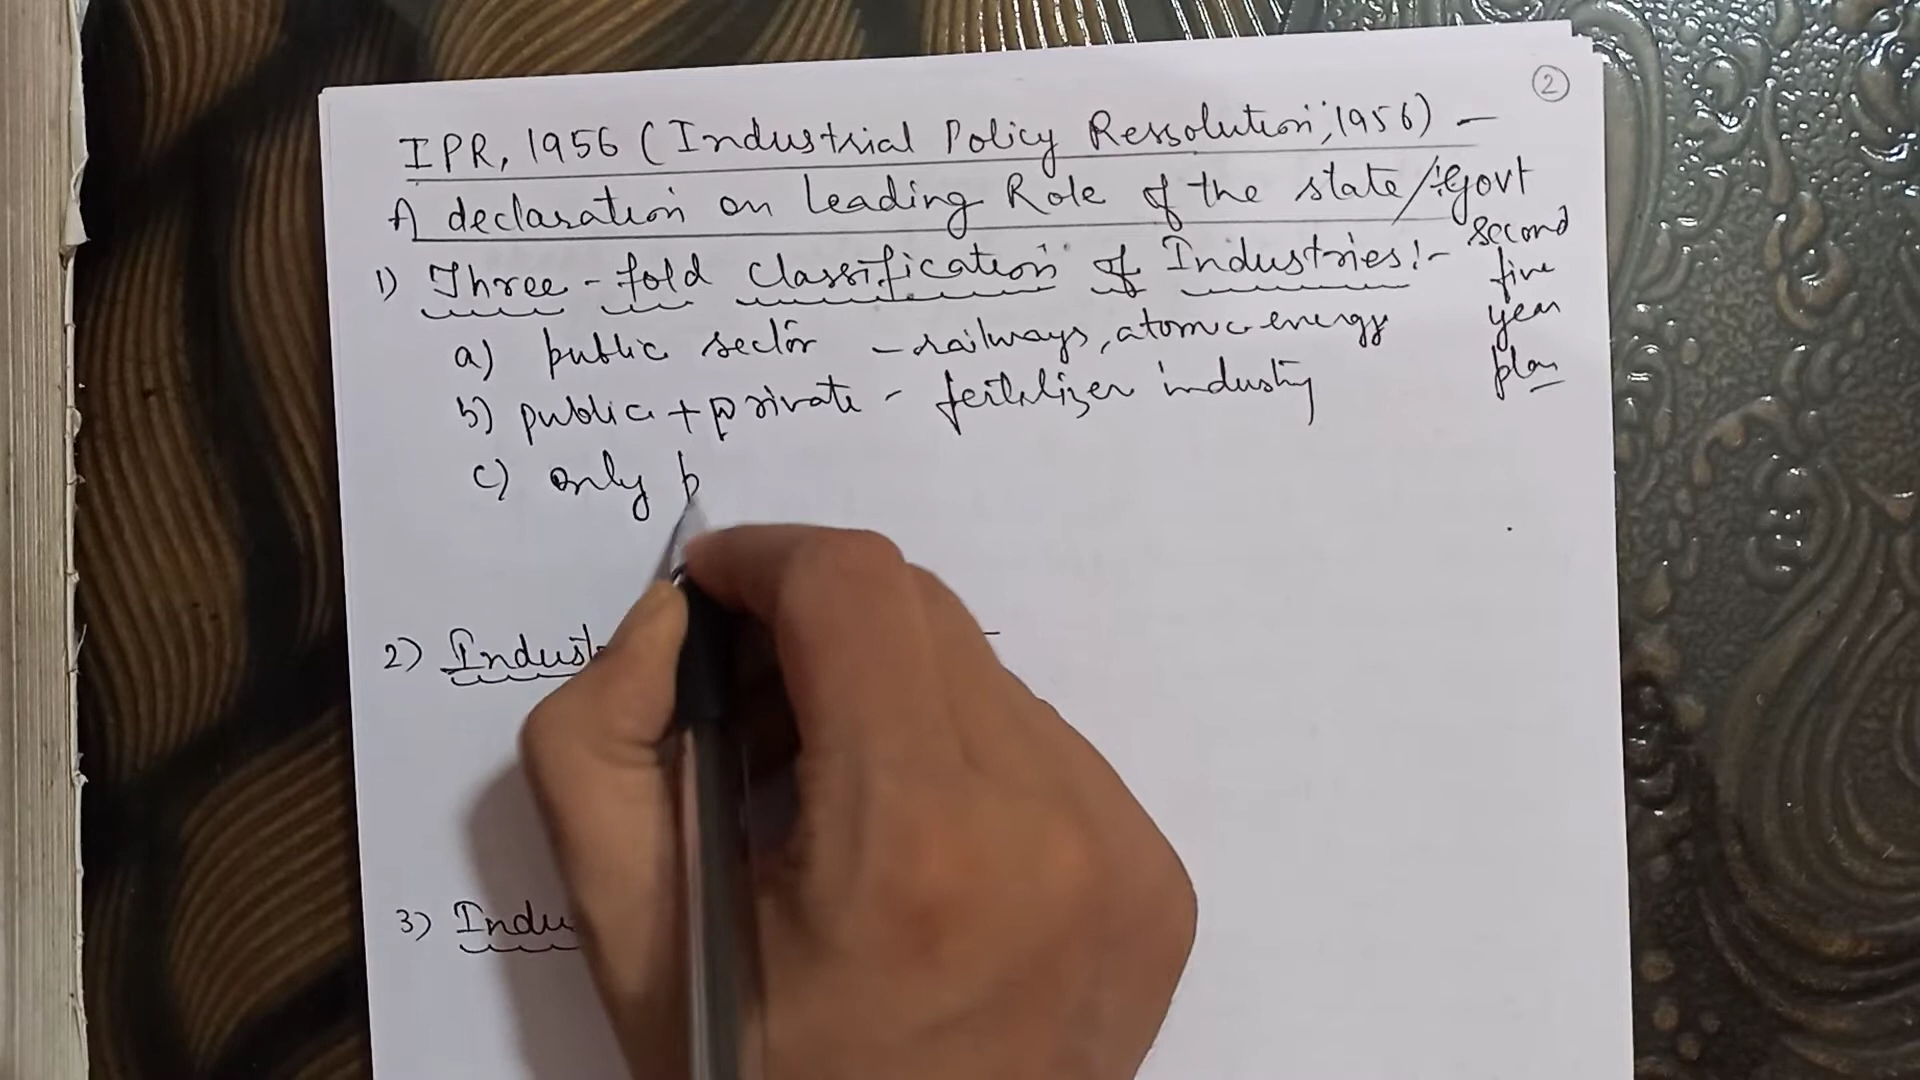 2
IPR, 1956 (Industrial Policy Ressolution, 1956) –
A declaration on Leading Role of the state/Govt
1) Three-fold classification of Industries:-
second
five
year
plan
a) public sector – railways, atomic energy
b) public + private – fertilizer industry
c) only p
2) Indust
3) Indu